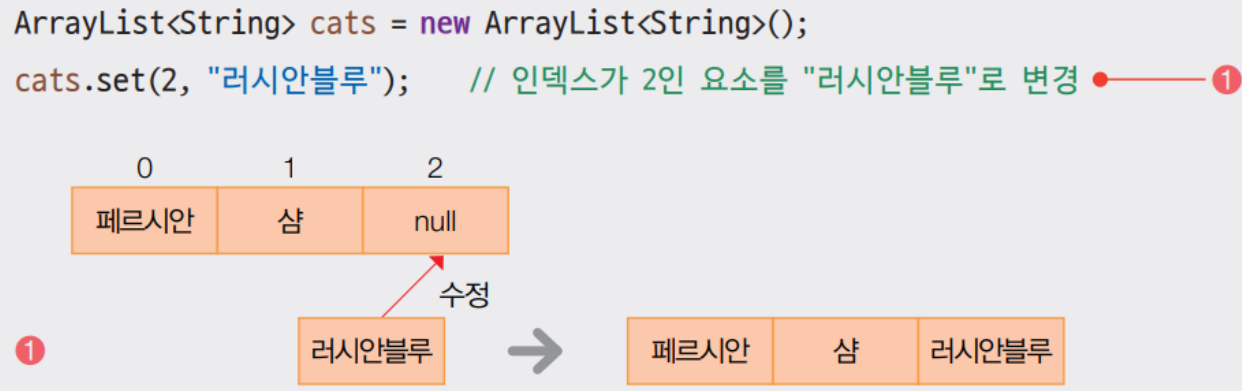 ArrayList<String> cats = new ArrayList<String>();
cats.set(2, "러시안블루"); // 인덱스가 2인 요소를 "러시안블루"로 변경 ❶
0 1 2
페르시안 샴 null
수정
❶ 러시안블루 페르시안 샴 러시안블루